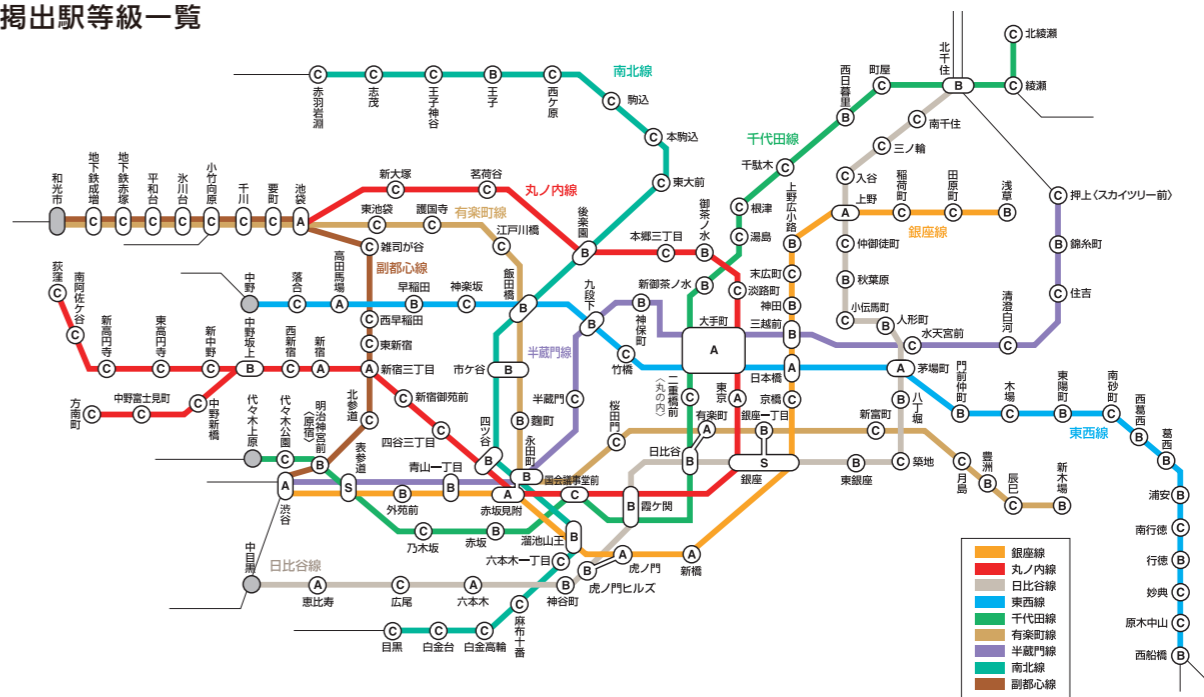 掲出駅等級一覧
南北線
C
赤羽岩淵
C
志茂
C
王子神谷
B
王子
C
西ケ原
C
駒込
C
本駒込
C
東大前
千代田線
C
北綾瀬
C
綾瀬
B
北千住
C
町屋
B
西日暮里
C
千駄木
C
根津
C
湯島
B
新御茶ノ水
C
南千住
C
三ノ輪
C
入谷
A
上野
C
稲荷町
C
田原町
B
浅草
銀座線
B
上野広小路
C
仲御徒町
C
末広町
B
秋葉原
B
神田
C
小伝馬町
B
人形町
C
押上〈スカイツリー前〉
B
錦糸町
C
住吉
C
清澄白河
C
水天宮前
和光市
C
地下鉄成増
C
地下鉄赤塚
C
平和台
C
氷川台
C
小竹向原
C
千川
C
要町
A
池袋
丸ノ内線
C
新大塚
C
茗荷谷
有楽町線
C
東池袋
C
護国寺
C
江戸川橋
B
後楽園
C
本郷三丁目
B
御茶ノ水
C
淡路町
C
雑司が谷
副都心線
C
西早稲田
C
東新宿
中野
C
落合
A
高田馬場
B
早稲田
C
神楽坂
B
飯田橋
B
九段下
B
神保町
C
竹橋
半蔵門線
C
半蔵門
A
大手町
B
三越前
A
日本橋
A
茅場町
B
門前仲町
C
木場
B
東陽町
C
南砂町
東西線
B
西葛西
B
葛西
B
浦安
C
南行徳
B
行徳
C
妙典
C
原木中山
B
西船橋
C
荻窪
C
南阿佐ケ谷
C
新高円寺
C
東高円寺
C
新中野
B
中野坂上
C
西新宿
A
新宿
A
新宿三丁目
C
方南町
C
中野富士見町
C
中野新橋
C
新宿御苑前
C
四谷三丁目
B
四ツ谷
B
市ケ谷
B
麹町
B
永田町
C
北参道
代々木上原
C
代々木公園
B
明治神宮前
〈原宿〉
S
表参道
A
渋谷
B
外苑前
B
青山一丁目
A
赤坂見附
C
国会議事堂前
C
乃木坂
B
赤坂
B
溜池山王
C
桜田門
C
二重橋前
〈丸の内〉
A
東京
C
京橋
A
有楽町
B
銀座一丁目
C
新富町
B
八丁堀
B
日比谷
S
銀座
B
東銀座
C
築地
C
月島
B
豊洲
C
辰巳
B
新木場
B
霞ケ関
A
虎ノ門
B
虎ノ門ヒルズ
A
新橋
中目黒
日比谷線
A
恵比寿
C
広尾
A
六本木
B
神谷町
C
六本木一丁目
C
麻布十番
C
目黒
C
白金台
C
白金高輪
銀座線
丸ノ内線
日比谷線
東西線
千代田線
有楽町線
半蔵門線
南北線
副都心線